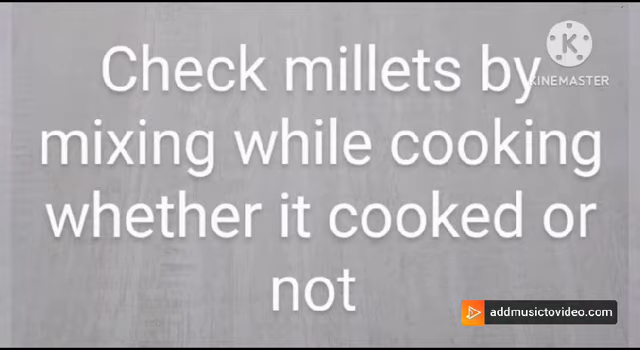 Check millets by
mixing while cooking
whether it cooked or
not
KINEMASTER
addmusictovideo.com